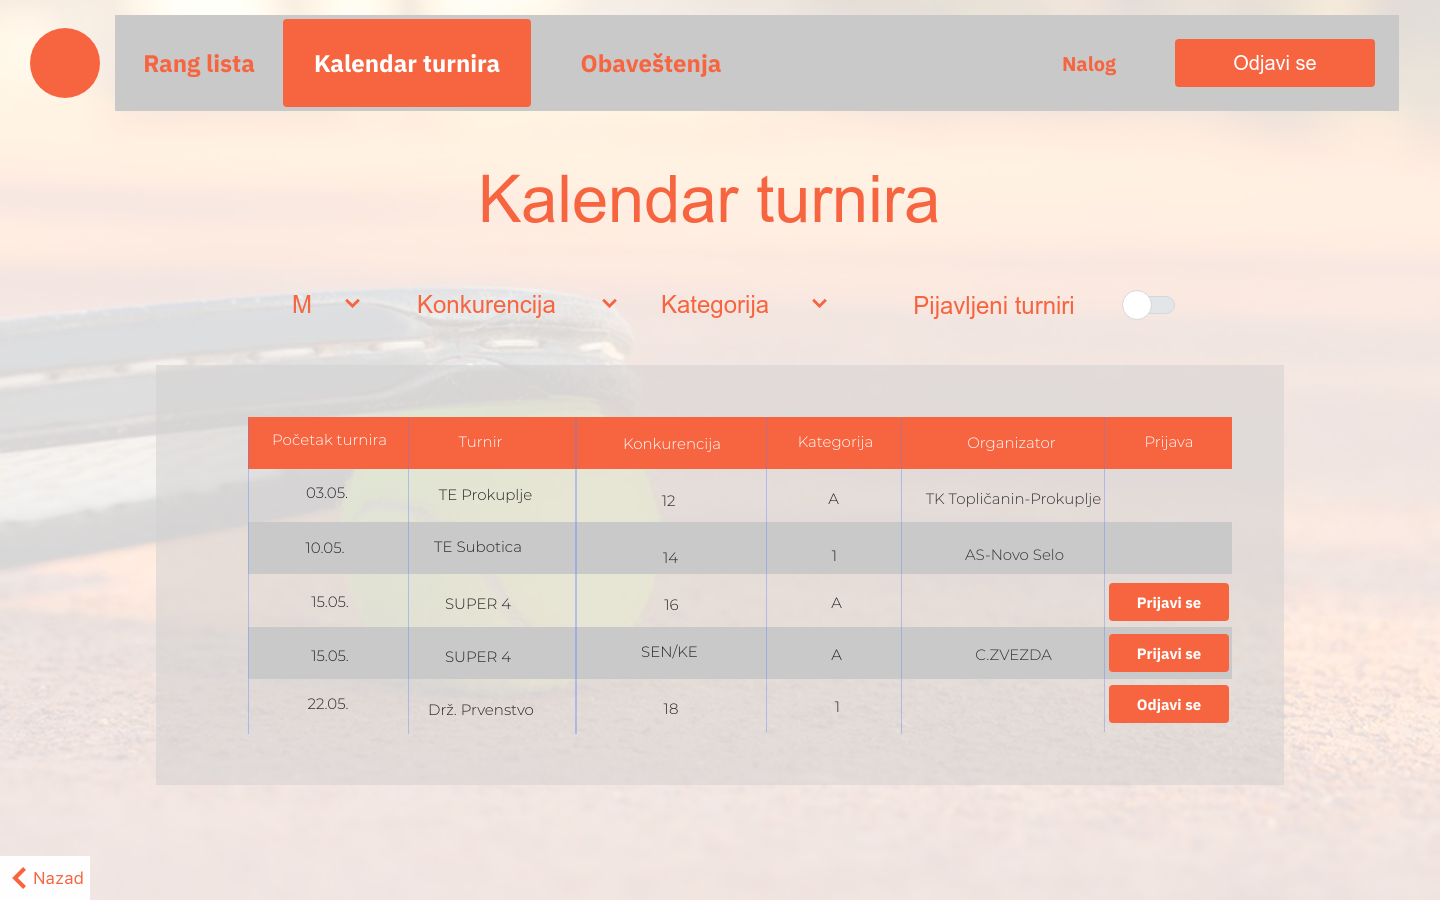 Rang lista
Kalendar turnira
Obaveštenja
Nalog
Odjavi se
Kalendar turnira
M
Konkurencija
Kategorija
Pijavljeni turniri
Početak turnira Turnir Konkurencija Kategorija Organizator Prijava
03.05. TE Prokuplje 12 A TK Topličanin-Prokuplje
10.05. TE Subotica 14 1 AS-Novo Selo
15.05. SUPER 4 16 A Prijavi se
15.05. SUPER 4 SEN/KE A C.ZVEZDA Prijavi se
22.05. Drž. Prvenstvo 18 1 Odjavi se
Nazad